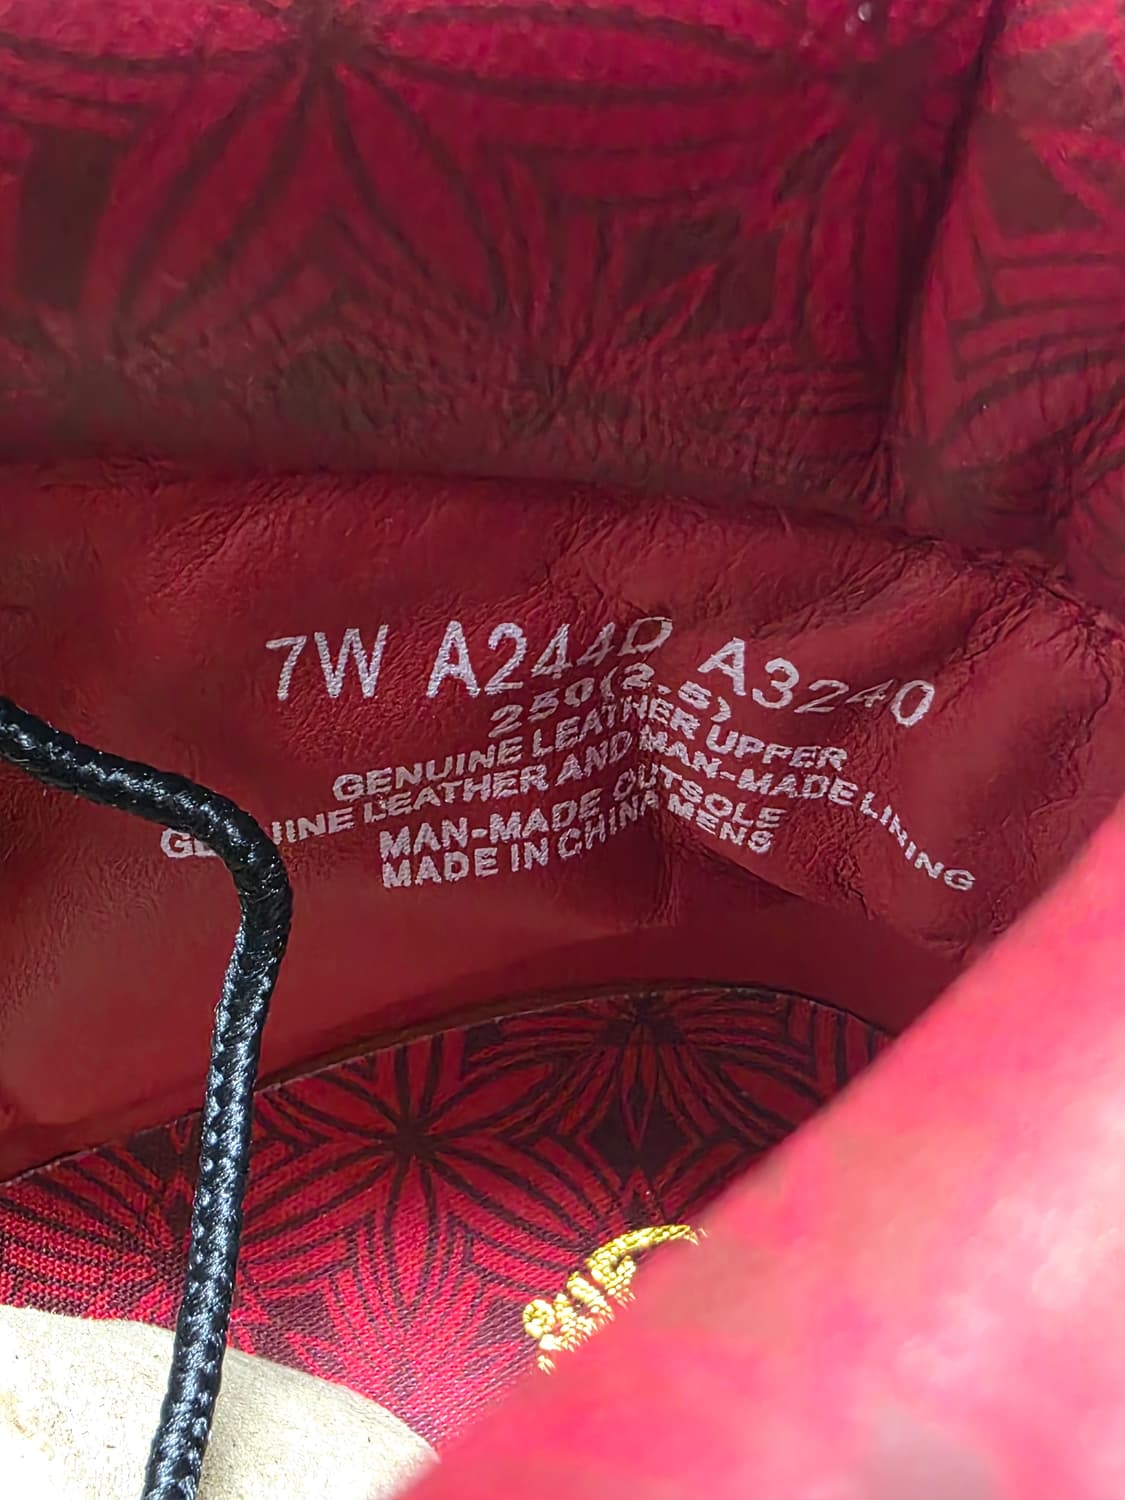 7W A2440 A3240
250(2.5)
GENUINE LEATHER UPPER
GENUINE LEATHER AND MAN-MADE LINING
MAN-MADE OUTSOLE
MADE IN CHINA MENS